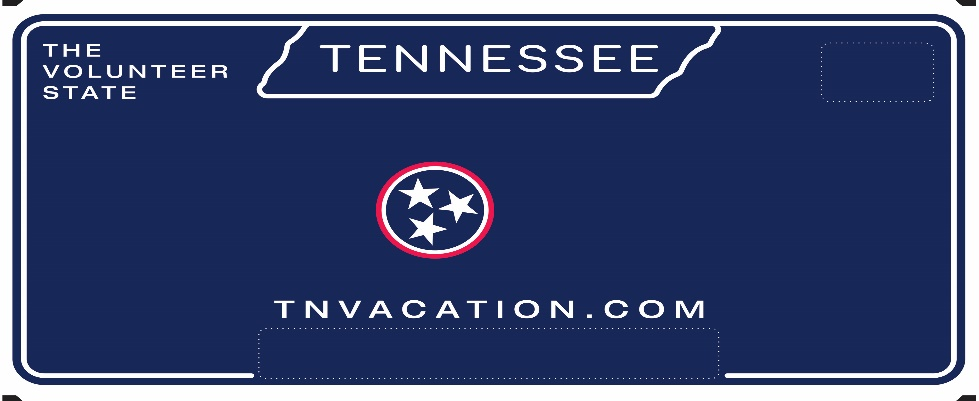 THE
VOLUNTEER
STATE
TENNESSEE
TNVACATION.COM